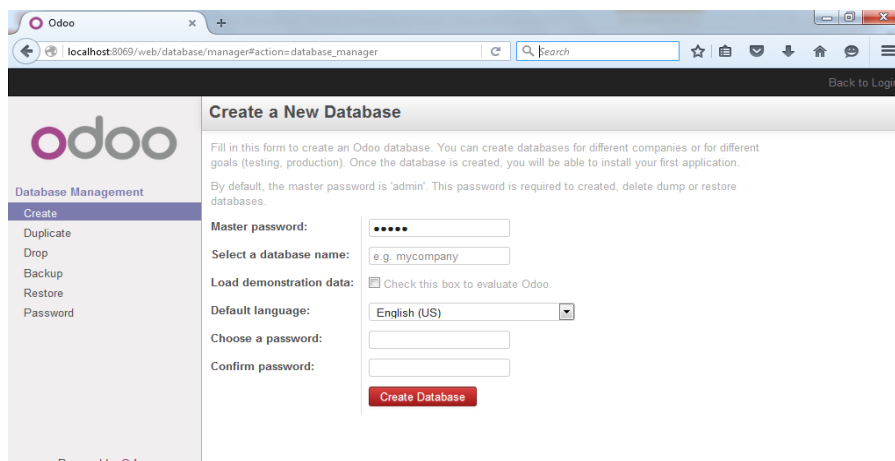 Odoo
localhost:8069/web/database/manager#action=database_manager
Search
Back to Login
odoo
Database Management
Create
Duplicate
Drop
Backup
Restore
Password
Create a New Database
Fill in this form to create an Odoo database. You can create databases for different companies or for different
goals (testing, production). Once the database is created, you will be able to install your first application.
By default, the master password is 'admin'. This password is required to created, delete dump or restore
databases.
Master password: •••••
Select a database name: e.g. mycompany
Load demonstration data: Check this box to evaluate Odoo.
Default language: English (US)
Choose a password:
Confirm password:
Create Database